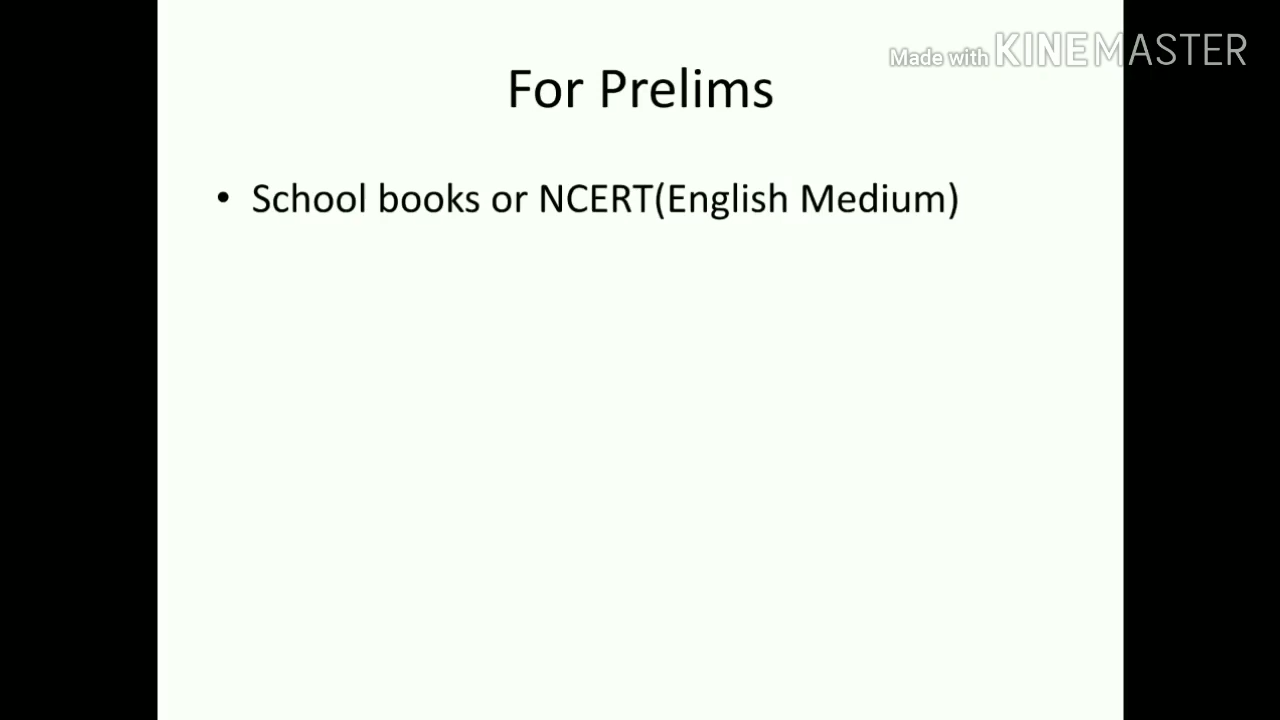 Made with KINEMASTER
For Prelims
• School books or NCERT(English Medium)